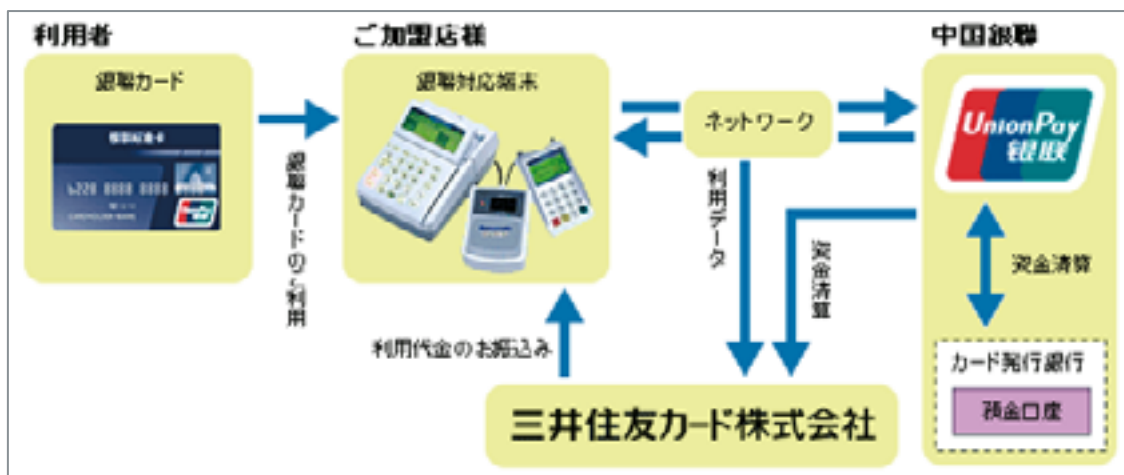 利用者
ご加盟店様
中国銀聯
銀聯カード
銀聯対応端末
ネットワーク
UnionPay
银联
銀聯カードのご利用
利用データ
資金清算
資金清算
利用代金のお振込み
カード発行銀行
預金口座
三井住友カード株式会社